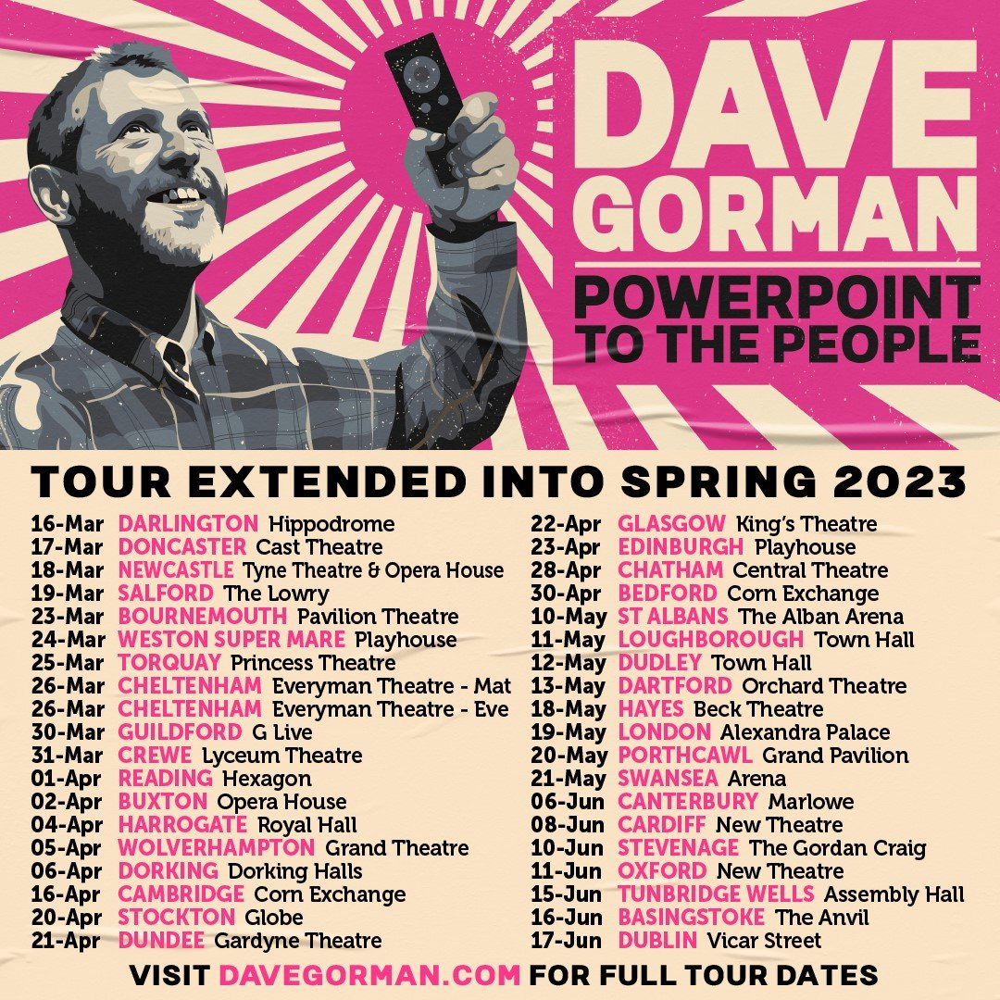 DAVE
GORMAN
POWERPOINT
TO THE PEOPLE
TOUR EXTENDED INTO SPRING 2023
16-Mar DARLINGTON Hippodrome
17-Mar DONCASTER Cast Theatre
18-Mar NEWCASTLE Tyne Theatre & Opera House
19-Mar SALFORD The Lowry
23-Mar BOURNEMOUTH Pavilion Theatre
24-Mar WESTON SUPER MARE Playhouse
25-Mar TORQUAY Princess Theatre
26-Mar CHELTENHAM Everyman Theatre - Mat
26-Mar CHELTENHAM Everyman Theatre - Eve
30-Mar GUILDFORD G Live
31-Mar CREWE Lyceum Theatre
01-Apr READING Hexagon
02-Apr BUXTON Opera House
04-Apr HARROGATE Royal Hall
05-Apr WOLVERHAMPTON Grand Theatre
06-Apr DORKING Dorking Halls
16-Apr CAMBRIDGE Corn Exchange
20-Apr STOCKTON Globe
21-Apr DUNDEE Gardyne Theatre
22-Apr GLASGOW King's Theatre
23-Apr EDINBURGH Playhouse
28-Apr CHATHAM Central Theatre
30-Apr BEDFORD Corn Exchange
10-May ST ALBANS The Alban Arena
11-May LOUGHBOROUGH Town Hall
12-May DUDLEY Town Hall
13-May DARTFORD Orchard Theatre
18-May HAYES Beck Theatre
19-May LONDON Alexandra Palace
20-May PORTHCAWL Grand Pavilion
21-May SWANSEA Arena
06-Jun CANTERBURY Marlowe
08-Jun CARDIFF New Theatre
10-Jun STEVENAGE The Gordan Craig
11-Jun OXFORD New Theatre
15-Jun TUNBRIDGE WELLS Assembly Hall
16-Jun BASINGSTOKE The Anvil
17-Jun DUBLIN Vicar Street
VISIT DAVEGORMAN.COM FOR FULL TOUR DATES